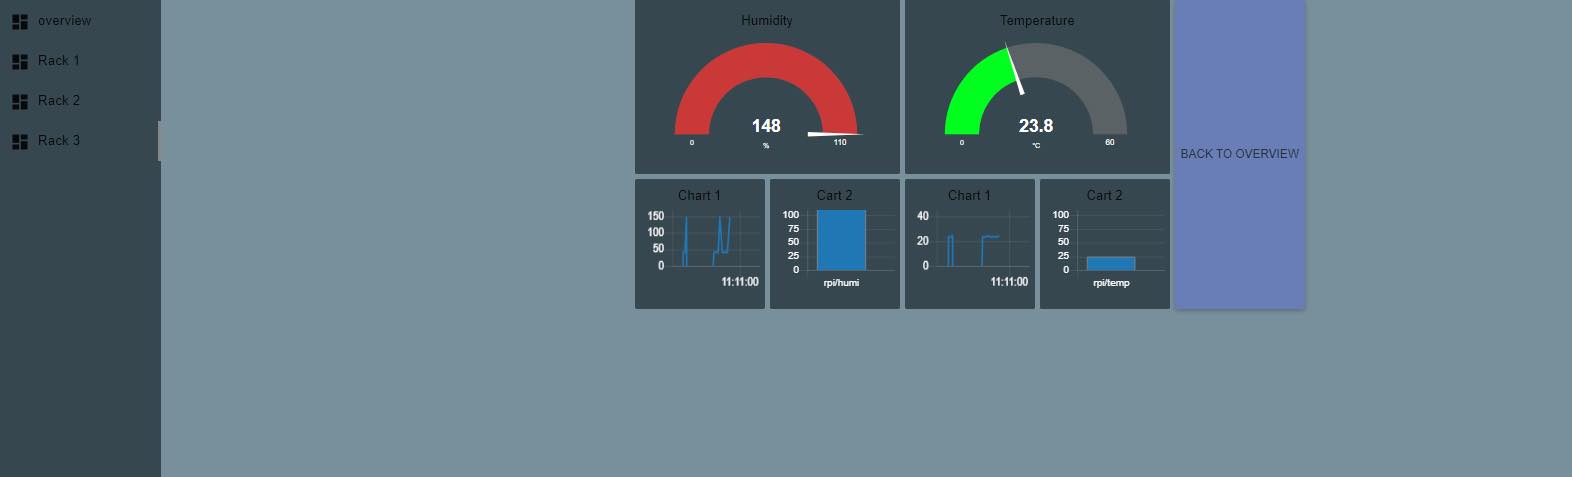 overview
Rack 1
Rack 2
Rack 3
Humidity
148
%
0
110
Temperature
23.8
°C
0
60
BACK TO OVERVIEW
Chart 1
150
100
50
0
11:11:00
Cart 2
100
75
50
25
0
rpi/humi
Chart 1
40
20
0
11:11:00
Cart 2
100
75
50
25
0
rpi/temp